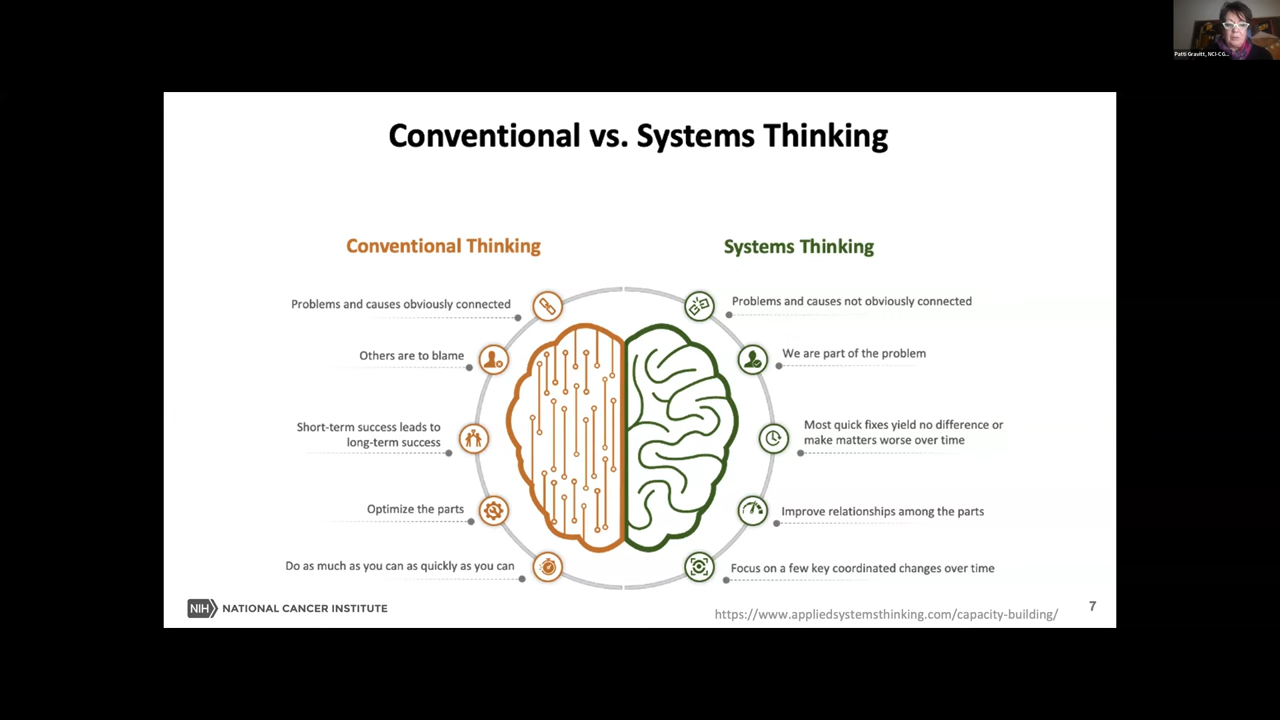 Patti Gravitt, NCI-CG...
Conventional vs. Systems Thinking
Conventional Thinking
Systems Thinking
Problems and causes obviously connected
Problems and causes not obviously connected
Others are to blame
We are part of the problem
Short-term success leads to
long-term success
Most quick fixes yield no difference or
make matters worse over time
Optimize the parts
Improve relationships among the parts
Do as much as you can as quickly as you can
Focus on a few key coordinated changes over time
NIH NATIONAL CANCER INSTITUTE
https://www.appliedsystemsthinking.com/capacity-building/
7